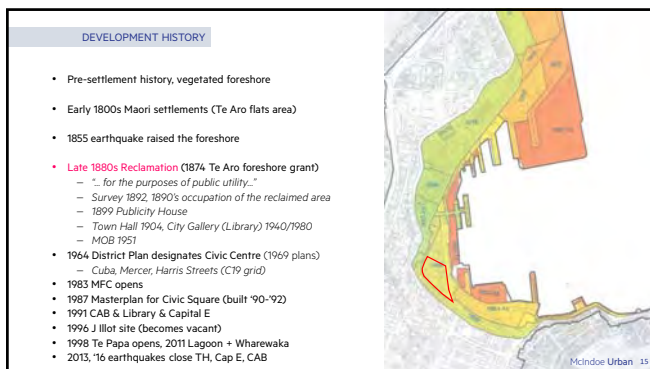 DEVELOPMENT HISTORY
• Pre-settlement history, vegetated foreshore
• Early 1800s Maori settlements (Te Aro flats area)
• 1855 earthquake raised the foreshore
• Late 1880s Reclamation (1874 Te Aro foreshore grant)
– "... for the purposes of public utility..."
– Survey 1892, 1890's occupation of the reclaimed area
– 1899 Publicity House
– Town Hall 1904, City Gallery (Library) 1940/1980
– MOB 1951
• 1964 District Plan designates Civic Centre (1969 plans)
– Cuba, Mercer, Harris Streets (C19 grid)
• 1983 MFC opens
• 1987 Masterplan for Civic Square (built '90-'92)
• 1991 CAB & Library & Capital E
• 1996 J Illot site (becomes vacant)
• 1998 Te Papa opens, 2011 Lagoon + Wharewaka
• 2013, '16 earthquakes close TH, Cap E, CAB
McIndoe Urban 15